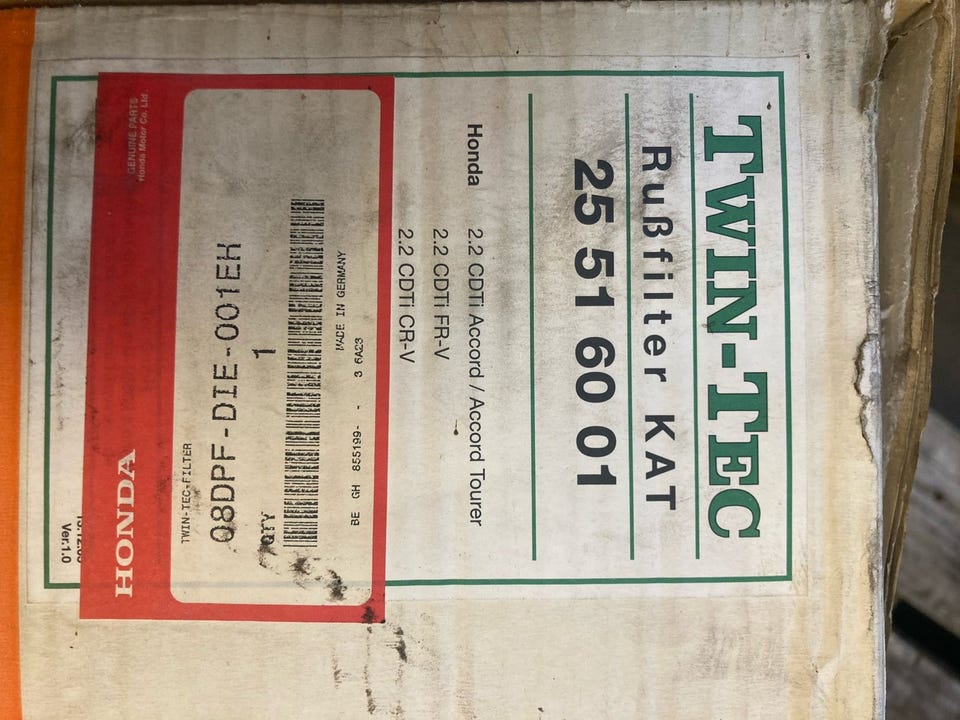 TWIN-TEC
Rußfilter KAT
25 51 60 01
Honda 2.2 CDTi Accord / Accord Tourer
2.2 CDTi FR-V
2.2 CDTi CR-V
HONDA
GENUINE PARTS
Honda Motor Co. Ltd.
TWIN-TEC-FILTER
08DPF-DIE-001EH
QTY 1
MADE IN GERMANY
BE GH 855199- - 3 6A23
Ver.1.0